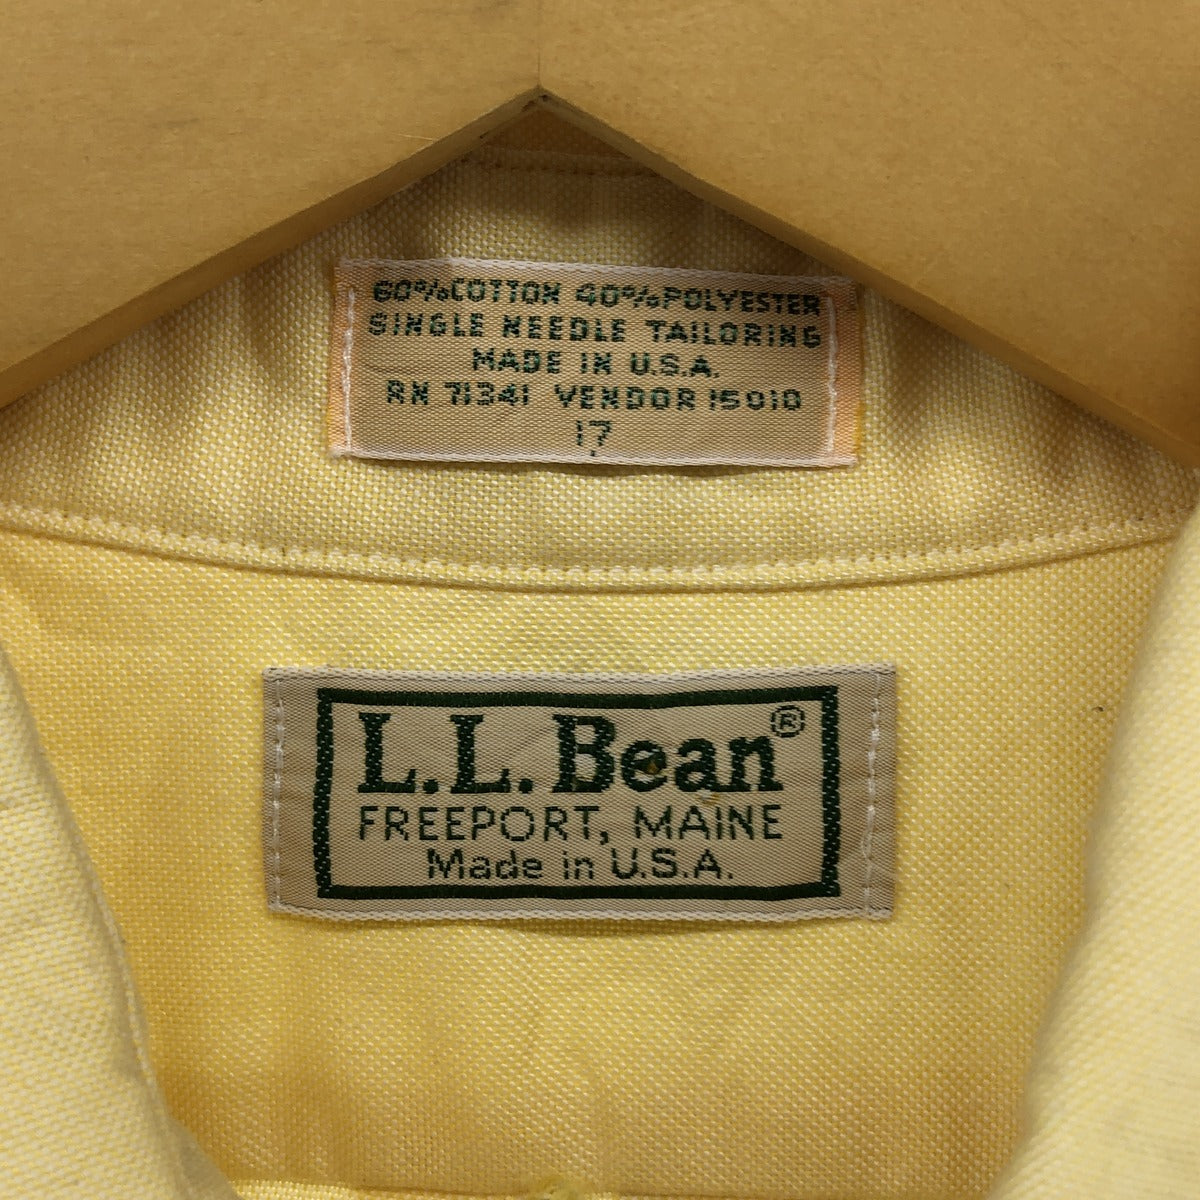 60% COTTON 40% POLYESTER
SINGLE NEEDLE TAILORING
MADE IN U.S.A.
RN 71341 VENDOR 15010
17
L.L.Bean®
FREEPORT, MAINE
Made in U.S.A.